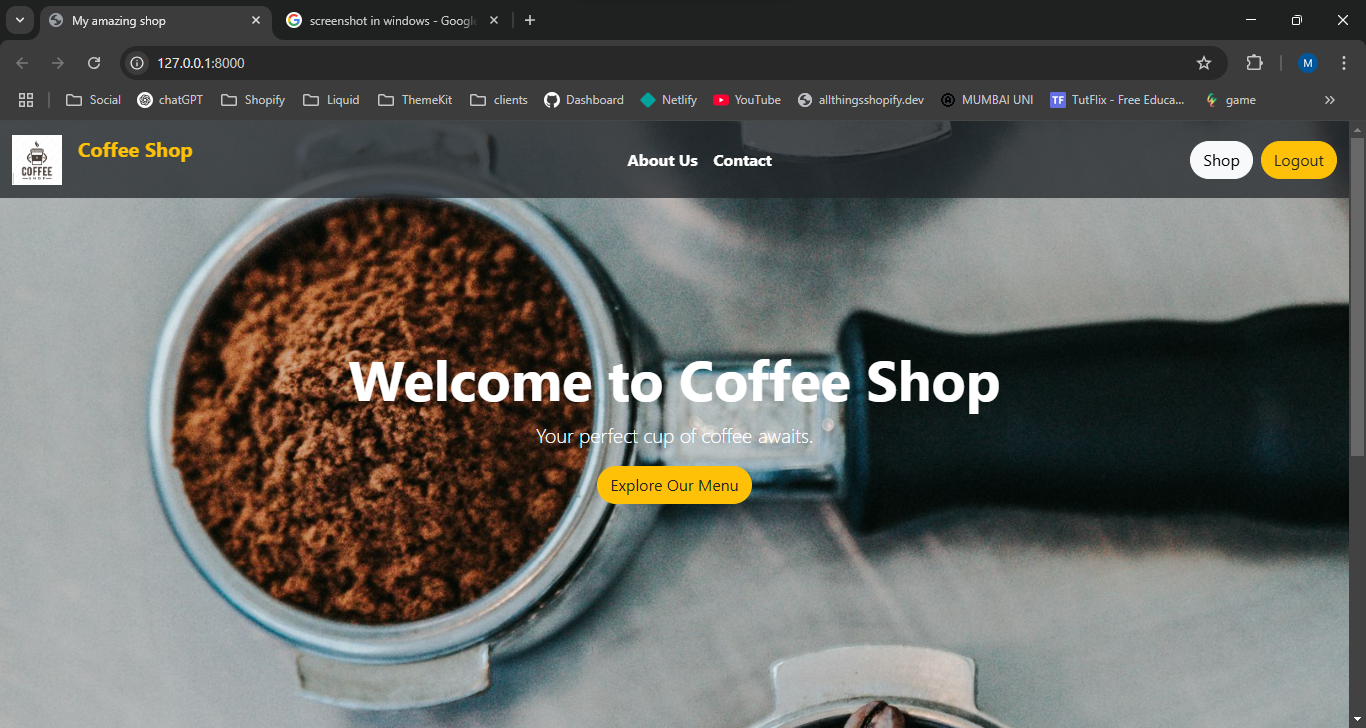 My amazing shop
screenshot in windows - Google
127.0.0.1:8000
M
Social
chatGPT
Shopify
Liquid
ThemeKit
clients
Dashboard
Netlify
YouTube
allthingsshopify.dev
MUMBAI UNI
TF
TutFlix - Free Educa...
game
COFFEE
SHOP
Coffee Shop
About Us Contact
Shop
Logout
Welcome to Coffee Shop
Your perfect cup of coffee awaits.
Explore Our Menu